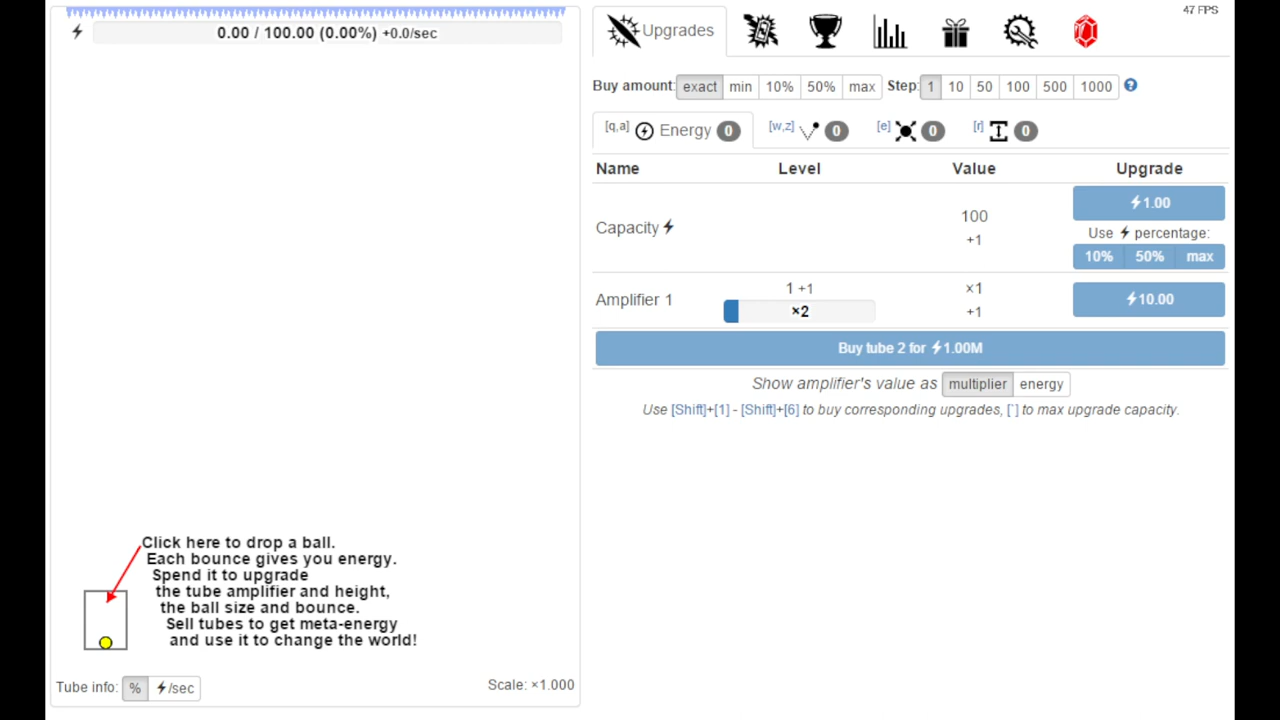 47 FPS
0.00 / 100.00 (0.00%) +0.0/sec
Upgrades
Buy amount: exact min 10% 50% max Step: 1 10 50 100 500 1000 ?
[q,a] Energy 0 [w,z] 0 [e] 0 [r] 0
Name Level Value Upgrade
Capacity 100 +1 1.00
Use percentage:
10% 50% max
Amplifier 1 1 +1 ×2 ×1 +1 10.00
Buy tube 2 for 1.00M
Show amplifier's value as multiplier energy
Use [Shift]+[1] - [Shift]+[6] to buy corresponding upgrades, [`] to max upgrade capacity.
Click here to drop a ball.
Each bounce gives you energy.
Spend it to upgrade
the tube amplifier and height,
the ball size and bounce.
Sell tubes to get meta-energy
and use it to change the world!
Tube info: % /sec
Scale: ×1.000